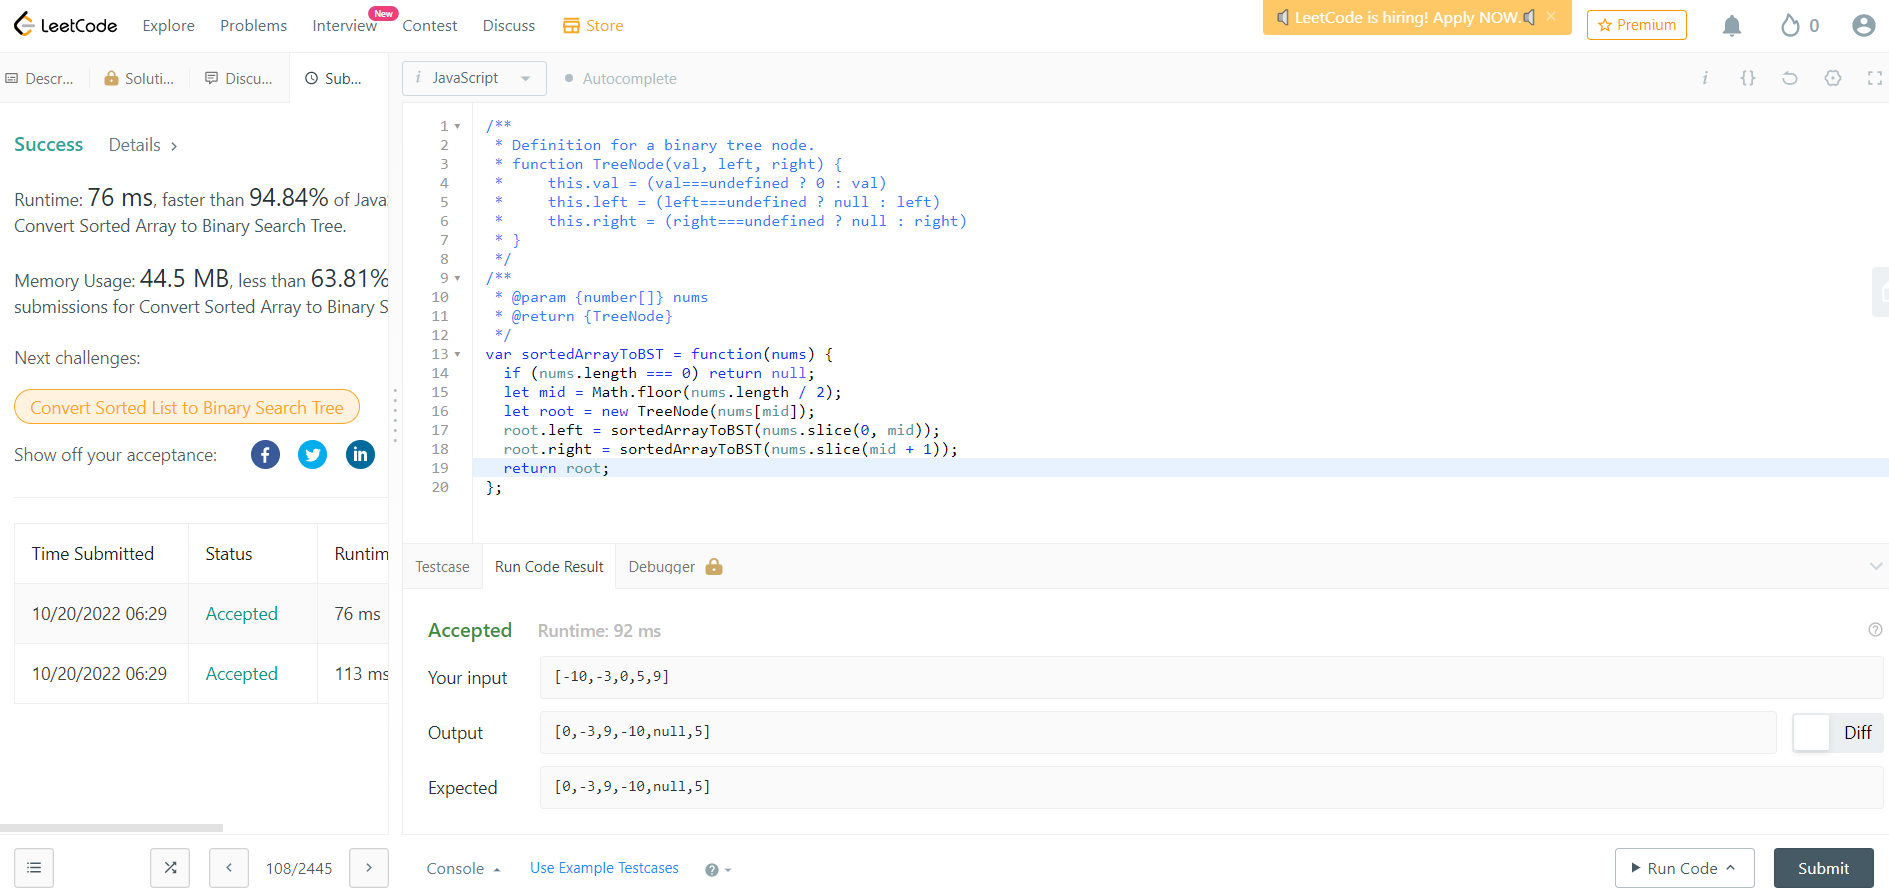 LeetCode
Explore
Problems
Interview
New
Contest
Discuss
Store
LeetCode is hiring! Apply NOW.
Premium
0
Descr...
Soluti...
Discu...
Sub...
i JavaScript
Autocomplete
i {}
Success Details >
Runtime: 76 ms, faster than 94.84% of Java
Convert Sorted Array to Binary Search Tree.
Memory Usage: 44.5 MB, less than 63.81%
submissions for Convert Sorted Array to Binary S
Next challenges:
Convert Sorted List to Binary Search Tree
Show off your acceptance:
Time Submitted Status Runtim
10/20/2022 06:29 Accepted 76 ms
10/20/2022 06:29 Accepted 113 ms
108/2445
1 /**
2 * Definition for a binary tree node.
3 * function TreeNode(val, left, right) {
4 * this.val = (val===undefined ? 0 : val)
5 * this.left = (left===undefined ? null : left)
6 * this.right = (right===undefined ? null : right)
7 * }
8 */
9 /**
10 * @param {number[]} nums
11 * @return {TreeNode}
12 */
13 var sortedArrayToBST = function(nums) {
14 if (nums.length === 0) return null;
15 let mid = Math.floor(nums.length / 2);
16 let root = new TreeNode(nums[mid]);
17 root.left = sortedArrayToBST(nums.slice(0, mid));
18 root.right = sortedArrayToBST(nums.slice(mid + 1));
19 return root;
20 };
Testcase Run Code Result Debugger
Accepted Runtime: 92 ms
Your input [-10,-3,0,5,9]
Output [0,-3,9,-10,null,5] Diff
Expected [0,-3,9,-10,null,5]
Console Use Example Testcases ?
Run Code Submit